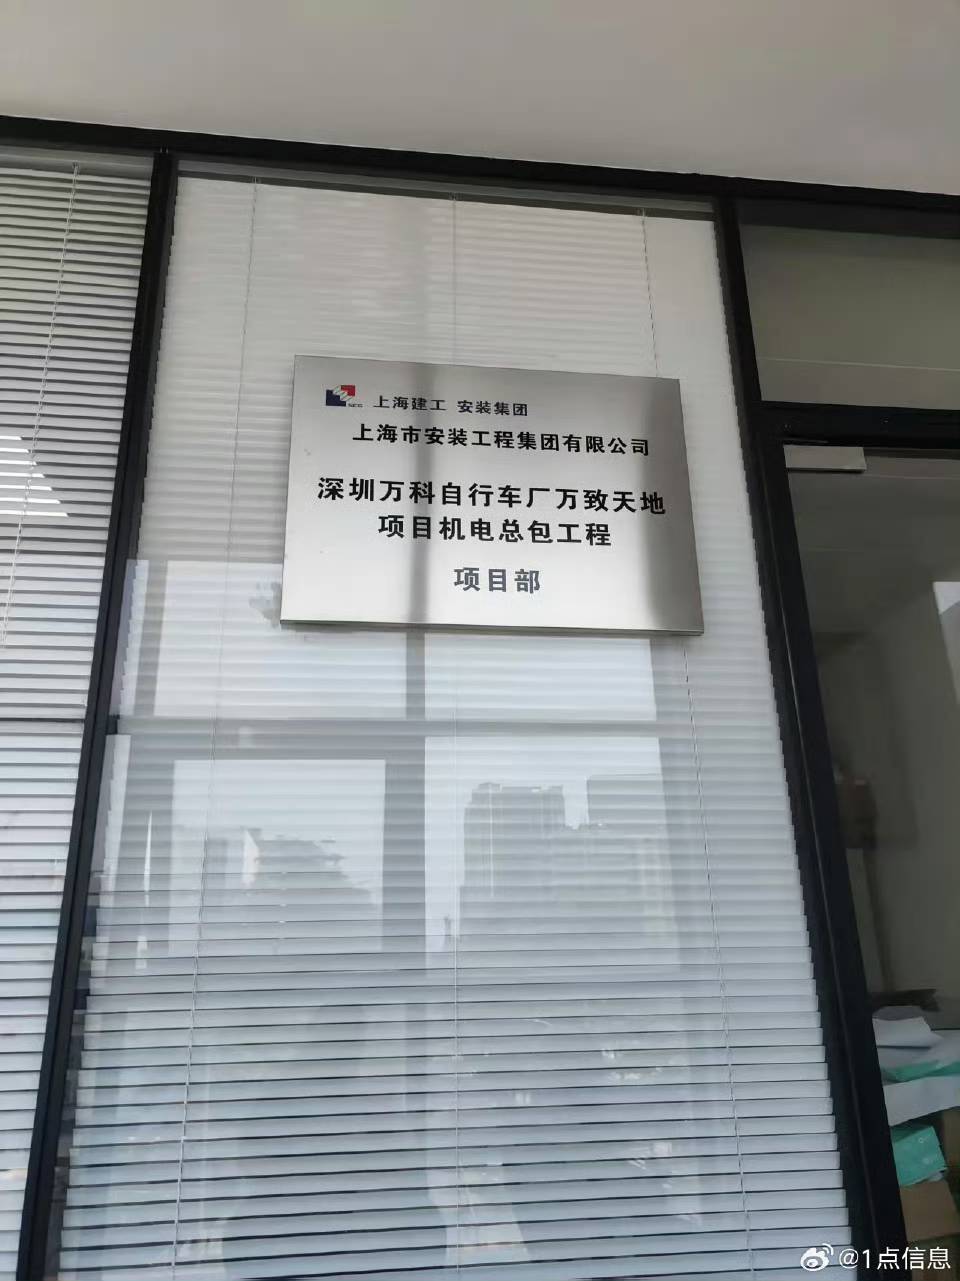 上海建工 安装集团
上海市安装工程集团有限公司
深圳万科自行车厂万致天地
项目机电总包工程
项目部
@1点信息